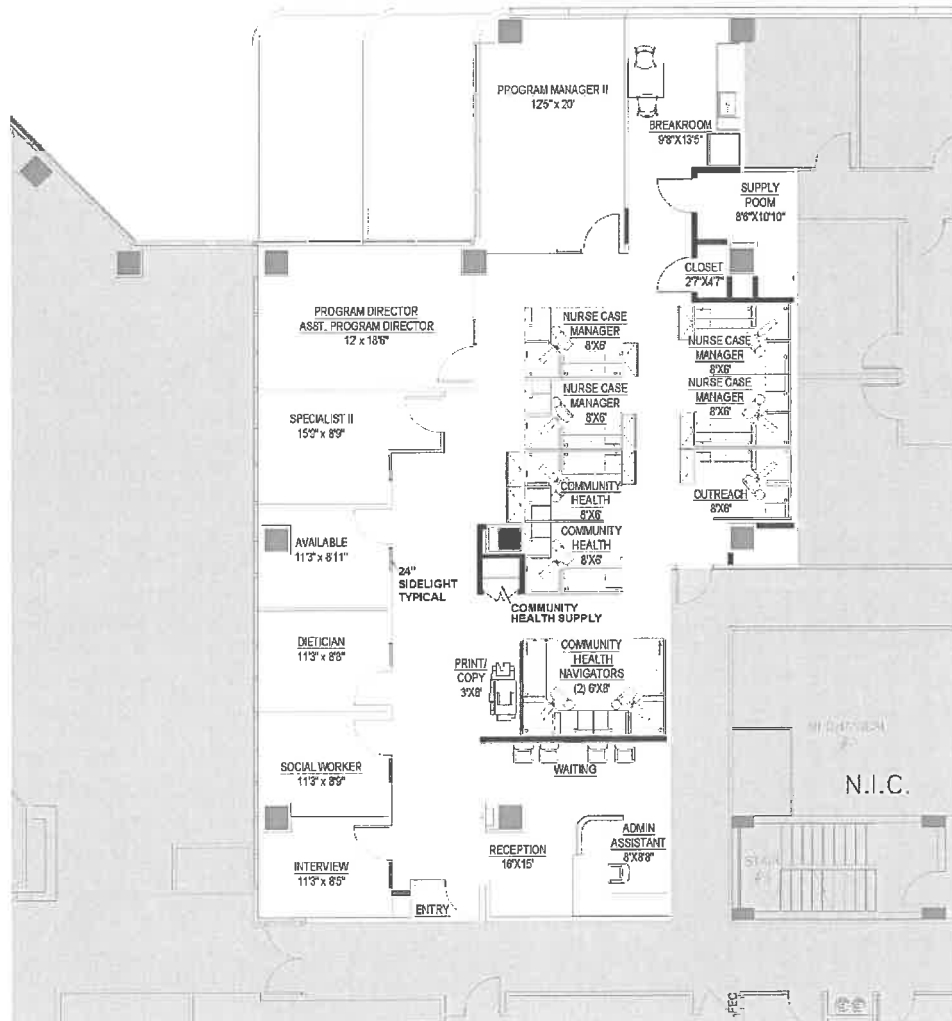 PROGRAM MANAGER II
12'5" x 20'
BREAKROOM
9'8"X13'5"
SUPPLY
ROOM
8'6"X10'10"
CLOSET
2'7"X4'7"
PROGRAM DIRECTOR
ASST. PROGRAM DIRECTOR
12' x 18'6"
NURSE CASE
MANAGER
8'X6'
NURSE CASE
MANAGER
8'X6'
NURSE CASE
MANAGER
8'X6'
NURSE CASE
MANAGER
8'X6'
SPECIALIST II
OUTREACH
8'X6'
COMMUNITY
HEALTH
8'X6'
COMMUNITY
HEALTH
8'X6'
AVAILABLE
11'3" x 8'11"
24"
SIDELIGHT
TYPICAL
COMMUNITY
HEALTH SUPPLY
DIETICIAN
11'3" x 8'8"
PRINT/
COPY
3'X8'
COMMUNITY
HEALTH
NAVIGATORS
(2) 6'X8'
SOCIAL WORKER
11'3" x 8'9"
WAITING
MECHANICAL
N.I.C.
INTERVIEW
11'3" x 8'5"
RECEPTION
16'X15'
ADMIN
ASSISTANT
8'X8'8"
STAIR
ENTRY
FEC